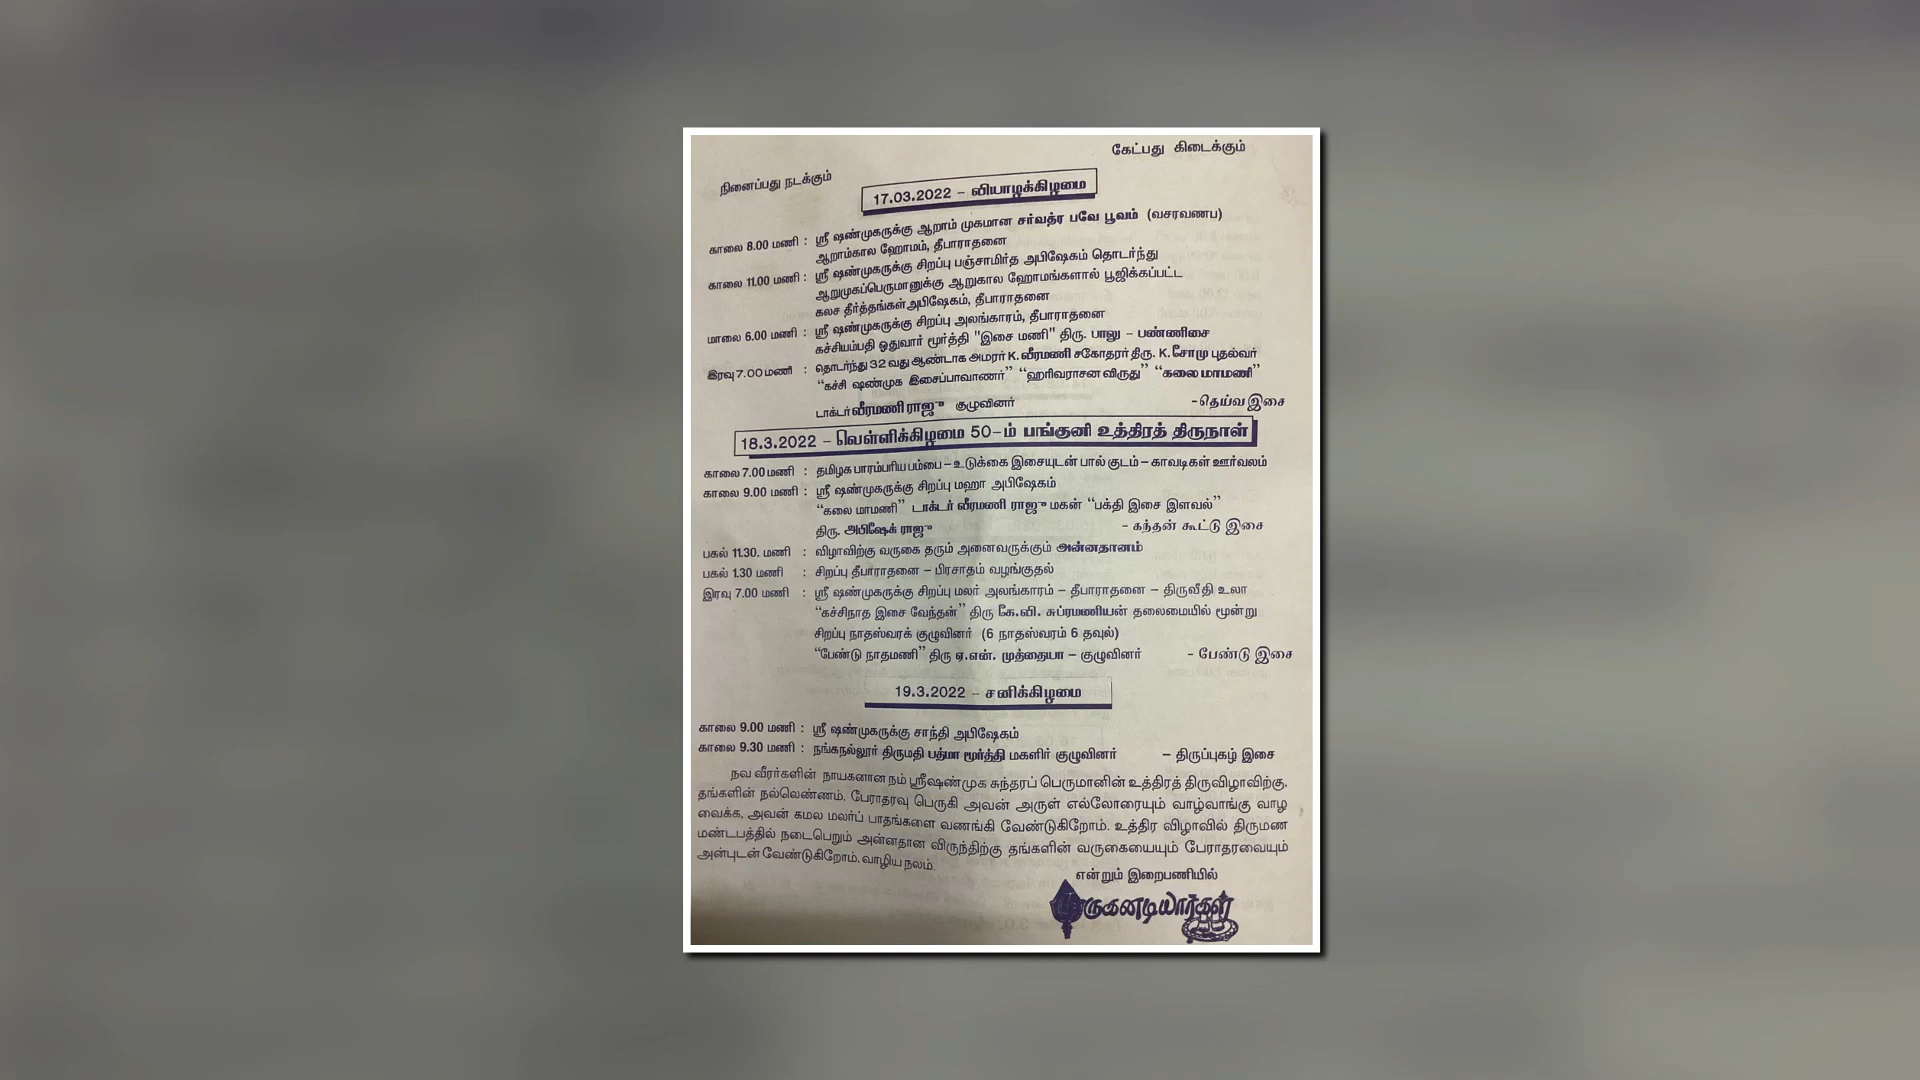 கேட்பது கிடைக்கும்
நினைப்பது நடக்கும்
17.03.2022 – வியாழக்கிழமை
காலை 8.00 மணி : ஸ்ரீ ஷண்முகருக்கு ஆறாம் முகமான சர்வத்ர பவே பூவம் (வசரவணப)
ஆறாம்கால ஹோமம், தீபாராதனை
காலை 11.00 மணி : ஸ்ரீ ஷண்முகருக்கு சிறப்பு பஞ்சாமிர்த அபிஷேகம் தொடர்ந்து
ஆறுமுகப்பெருமானுக்கு ஆறுகால ஹோமங்களால் பூஜிக்கப்பட்ட
கலச தீர்த்தங்கள்அபிஷேகம், தீபாராதனை
மாலை 6.00 மணி : ஸ்ரீ ஷண்முகருக்கு சிறப்பு அலங்காரம், தீபாராதனை
கச்சியம்பதி ஓதுவார் மூர்த்தி "இசை மணி" திரு. பாலு – பண்ணிசை
இரவு 7.00 மணி : தொடர்ந்து 32 வது ஆண்டாக அமரர் K. வீரமணி சகோதரர் திரு. K. சோமு புதல்வர்
“கச்சி ஷண்முக இசைப்பாவாணர்” “ஹரிவராசன விருது” “கலை மாமணி”
டாக்டர் வீரமணி ராஜு குழுவினர் -தெய்வ இசை
18.3.2022 – வெள்ளிக்கிழமை 50-ம் பங்குனி உத்திரத் திருநாள்
காலை 7.00 மணி : தமிழக பாரம்பரிய பம்பை – உடுக்கை இசையுடன் பால் குடம் – காவடிகள் ஊர்வலம்
காலை 9.00 மணி : ஸ்ரீ ஷண்முகருக்கு சிறப்பு மஹா அபிஷேகம்
“கலை மாமணி” டாக்டர் வீரமணி ராஜு மகன் “பக்தி இசை இளவல்”
திரு. அபிஷேக் ராஜு - கந்தன் கூட்டு இசை
பகல் 11.30. மணி : விழாவிற்கு வருகை தரும் அனைவருக்கும் அன்னதானம்
பகல் 1.30 மணி : சிறப்பு தீபாராதனை – பிரசாதம் வழங்குதல்
இரவு 7.00 மணி : ஸ்ரீ ஷண்முகருக்கு சிறப்பு மலர் அலங்காரம் – தீபாராதனை – திருவீதி உலா
“கச்சிநாத இசை வேந்தன்” திரு கே.வி. சுப்ரமணியன் தலைமையில் மூன்று
சிறப்பு நாதஸ்வரக் குழுவினர் (6 நாதஸ்வரம் 6 தவுல்)
“பேண்டு நாதமணி” திரு ஏ.என். முத்தையா – குழுவினர் - பேண்டு இசை
19.3.2022 – சனிக்கிழமை
காலை 9.00 மணி : ஸ்ரீ ஷண்முகருக்கு சாந்தி அபிஷேகம்
காலை 9.30 மணி : நங்கநல்லூர் திருமதி பத்மா மூர்த்தி மகளிர் குழுவினர் – திருப்புகழ் இசை
நவ வீரர்களின் நாயகனான நம் ஸ்ரீஷண்முக சுந்தரப் பெருமானின் உத்திரத் திருவிழாவிற்கு,
தங்களின் நல்லெண்ணம், பேராதரவு பெருகி அவன் அருள் எல்லோரையும் வாழ்வாங்கு வாழ
வைக்க, அவன் கமல மலர்ப் பாதங்களை வணங்கி வேண்டுகிறோம். உத்திர விழாவில் திருமண
மண்டபத்தில் நடைபெறும் அன்னதான விருந்திற்கு தங்களின் வருகையையும் பேராதரவையும்
அன்புடன் வேண்டுகிறோம். வாழிய நலம்.
என்றும் இறைபணியில்
முருகனடியார்கள்